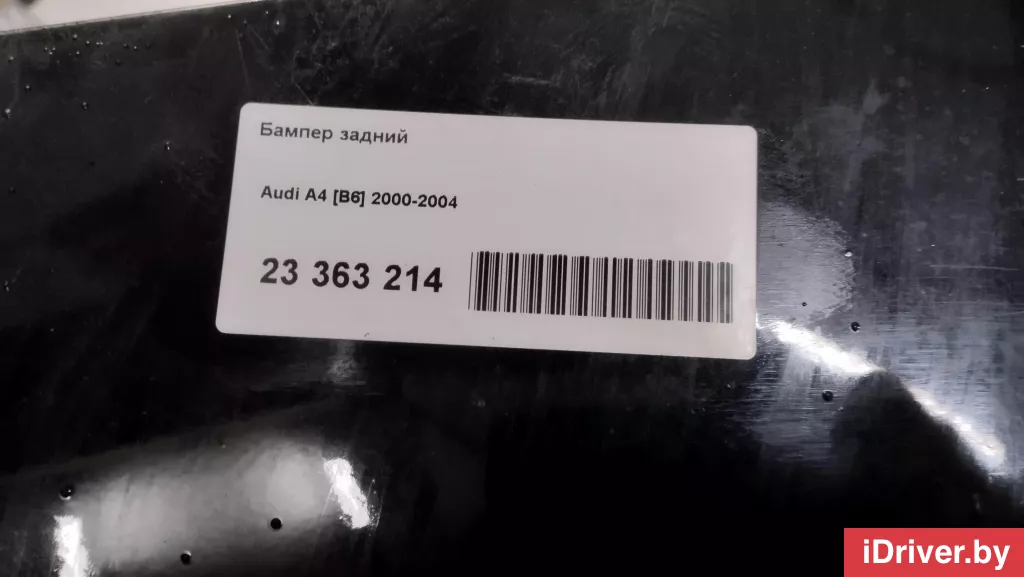 Бампер задний
Audi A4 [B6] 2000-2004
23 363 214
iDriver.by